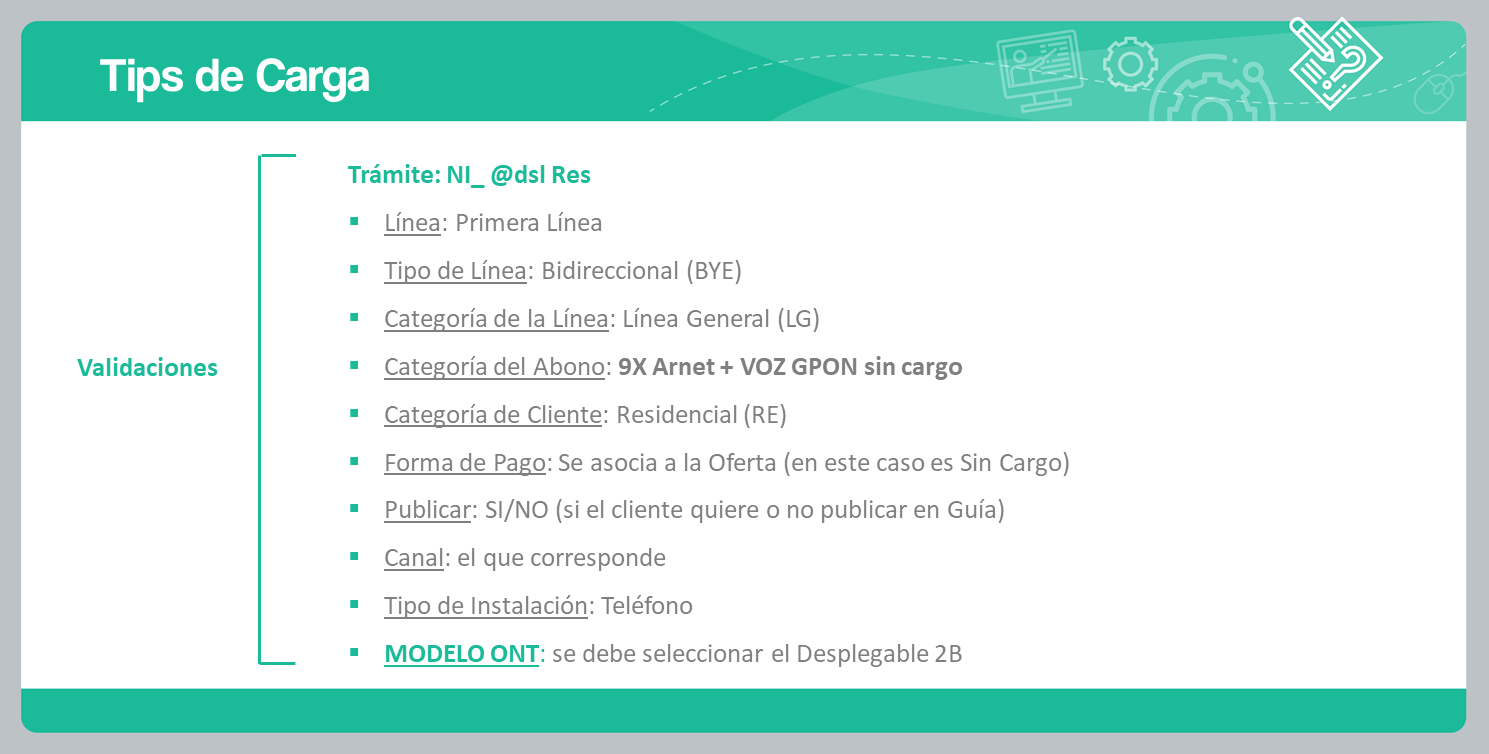 Tips de Carga
Trámite: NI_ @dsl Res
Línea: Primera Línea
Tipo de Línea: Bidireccional (BYE)
Categoría de la Línea: Línea General (LG)
Validaciones
Categoría del Abono: 9X Arnet + VOZ GPON sin cargo
Categoría de Cliente: Residencial (RE)
Forma de Pago: Se asocia a la Oferta (en este caso es Sin Cargo)
Publicar: SI/NO (si el cliente quiere o no publicar en Guía)
Canal: el que corresponde
Tipo de Instalación: Teléfono
MODELO ONT: se debe seleccionar el Desplegable 2B